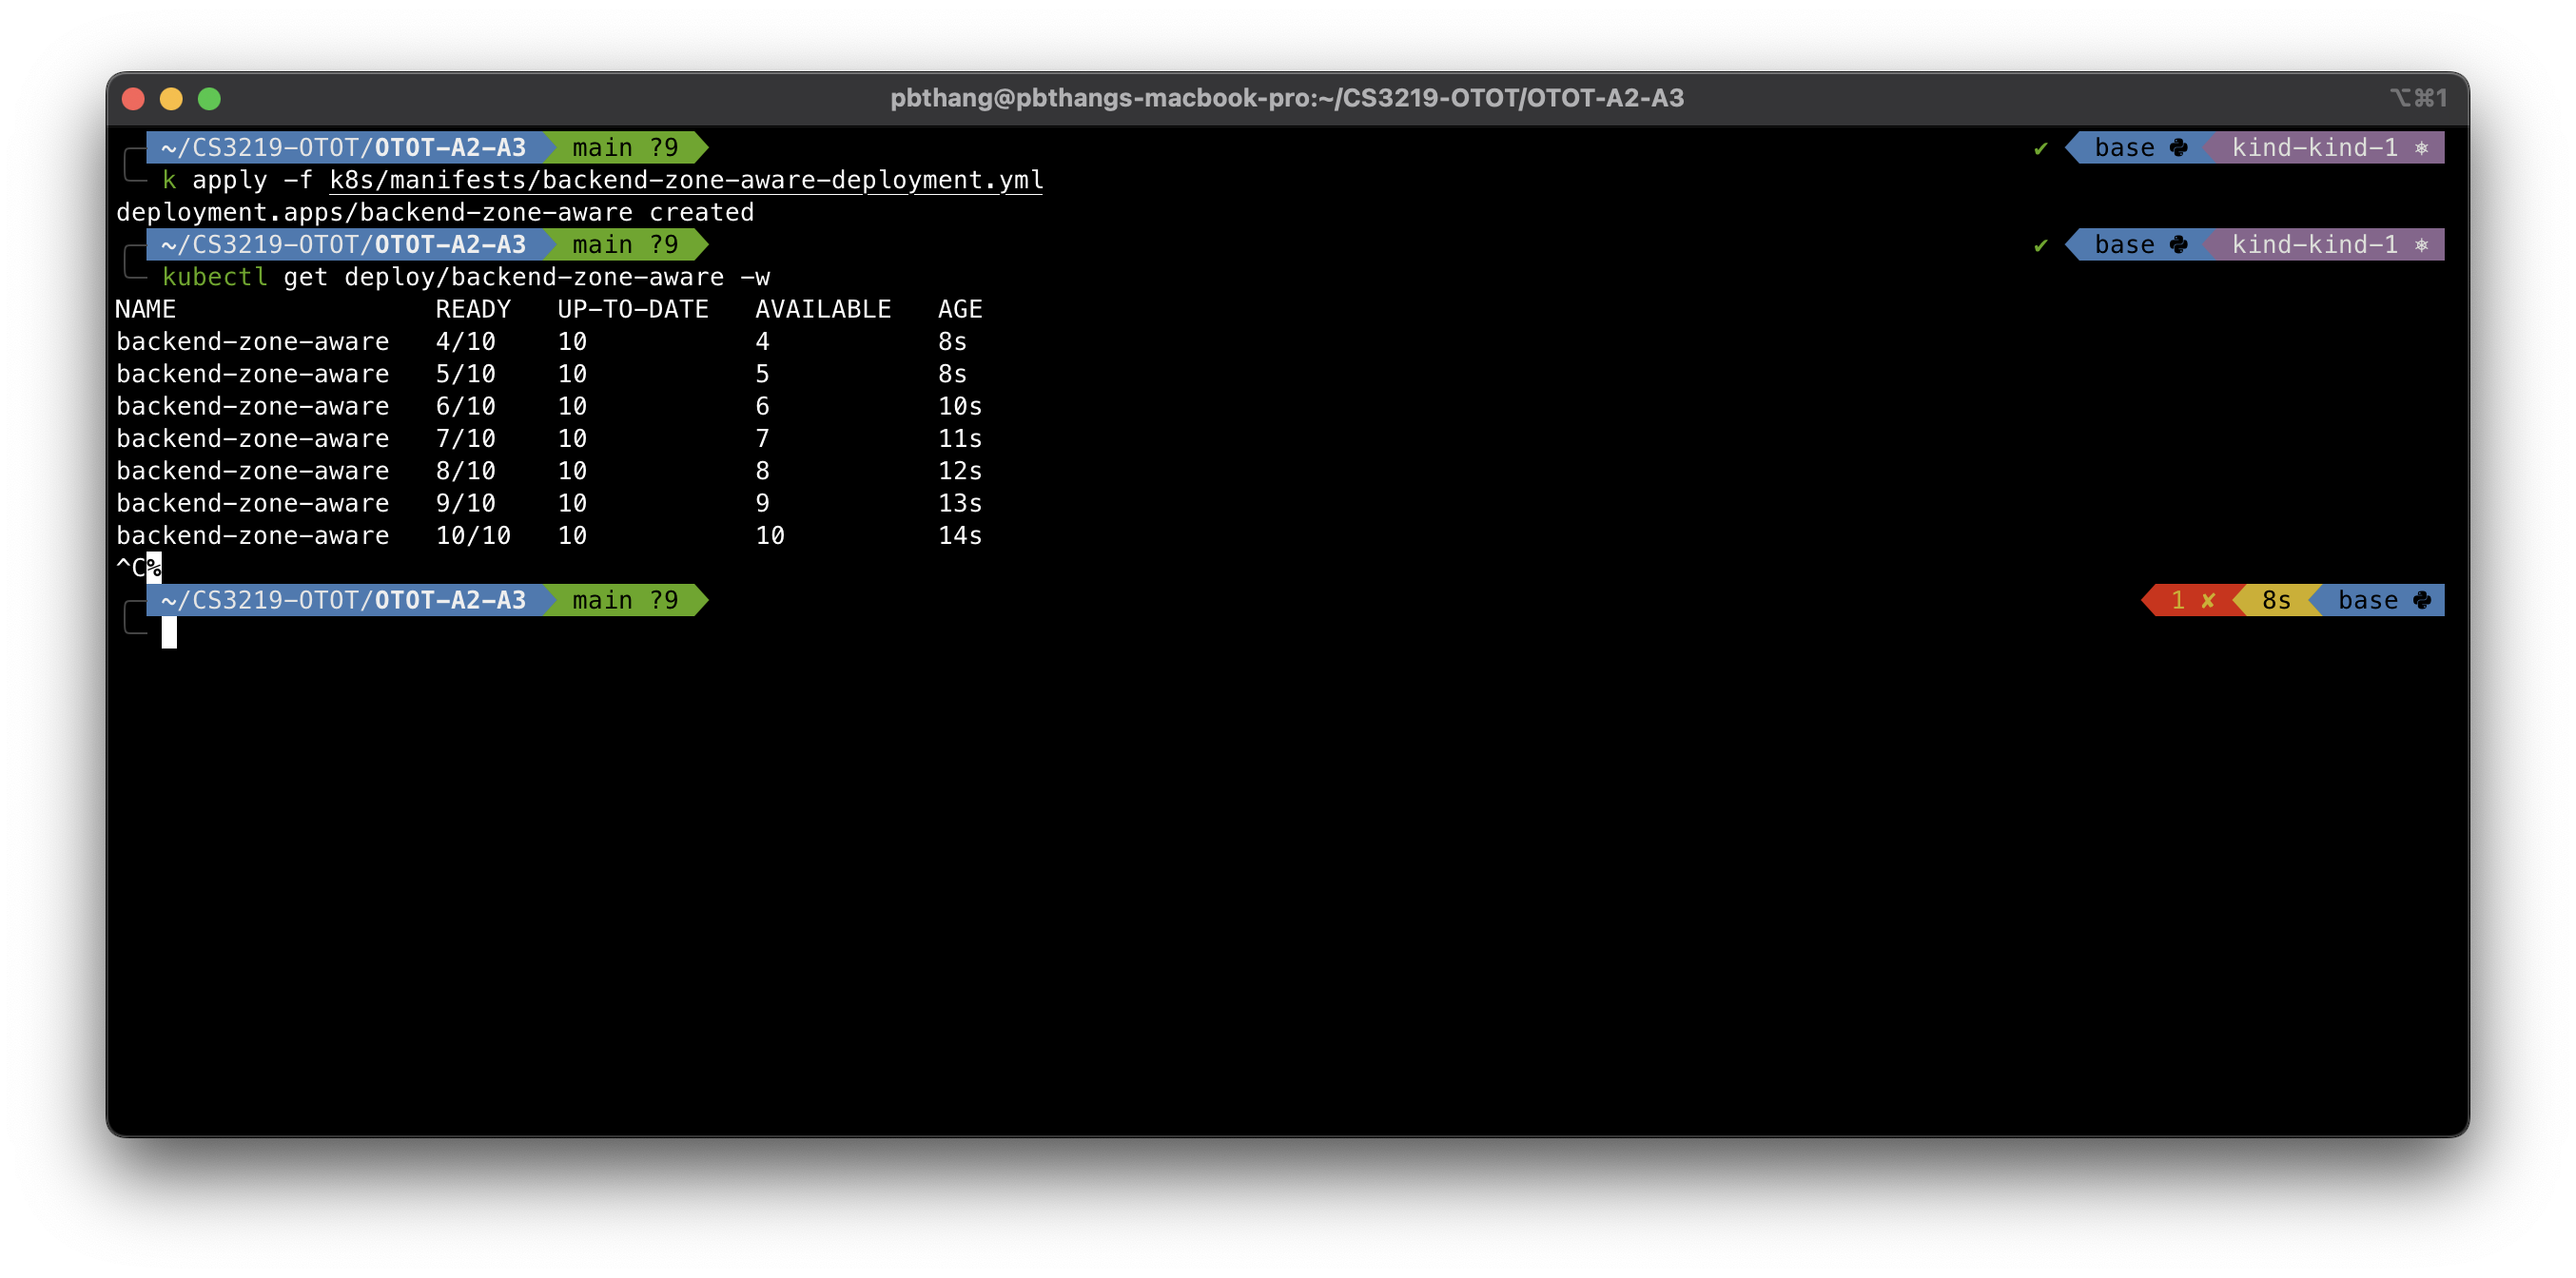 pbthang@pbthangs-macbook-pro:~/CS3219-OTOT/OTOT-A2-A3 ⌥⌘1
~/CS3219-OTOT/OTOT-A2-A3 main ?9 ✔ base kind-kind-1 ⎈
k apply -f k8s/manifests/backend-zone-aware-deployment.yml
deployment.apps/backend-zone-aware created
~/CS3219-OTOT/OTOT-A2-A3 main ?9 ✔ base kind-kind-1 ⎈
kubectl get deploy/backend-zone-aware -w
NAME READY UP-TO-DATE AVAILABLE AGE
backend-zone-aware 4/10 10 4 8s
backend-zone-aware 5/10 10 5 8s
backend-zone-aware 6/10 10 6 10s
backend-zone-aware 7/10 10 7 11s
backend-zone-aware 8/10 10 8 12s
backend-zone-aware 9/10 10 9 13s
backend-zone-aware 10/10 10 10 14s
^C%
~/CS3219-OTOT/OTOT-A2-A3 main ?9 1 ✘ 8s base